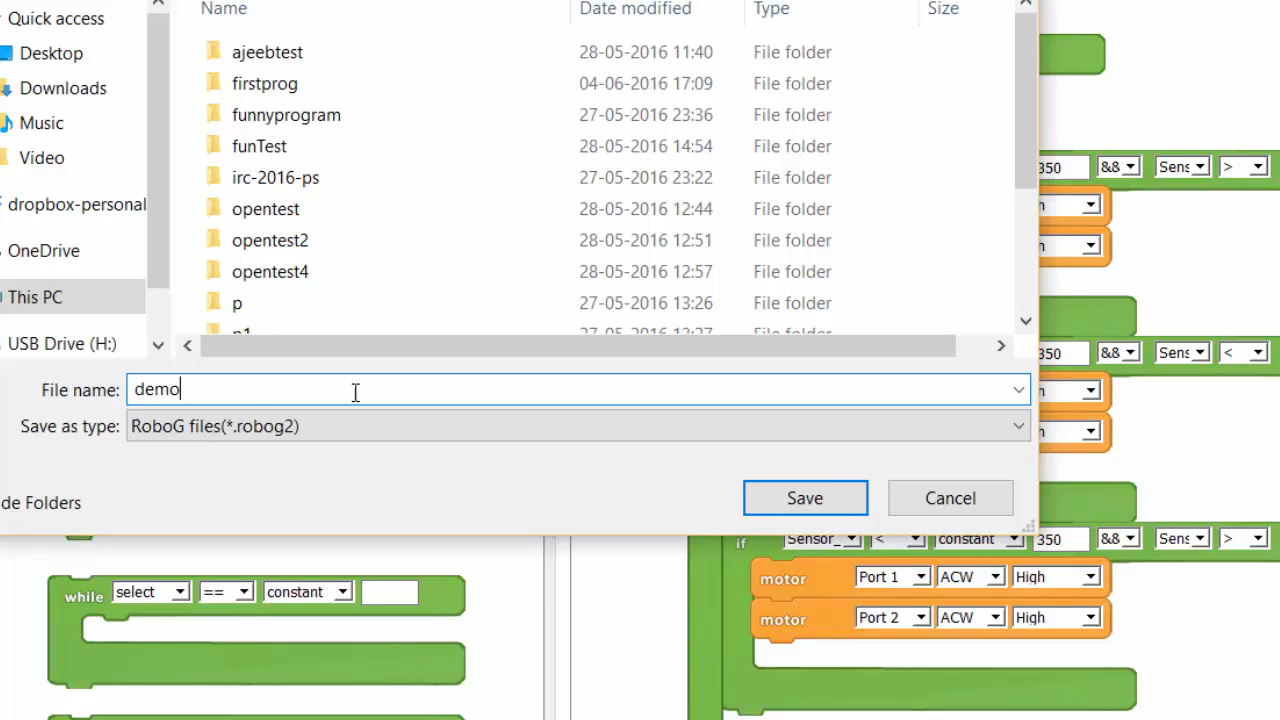 Quick access
Desktop
Downloads
Music
Video
dropbox-personal
OneDrive
This PC
USB Drive (H:)
Name Date modified Type Size
ajeebtest 28-05-2016 11:40 File folder
firstprog 04-06-2016 17:09 File folder
funnyprogram 27-05-2016 23:36 File folder
funTest 28-05-2016 14:54 File folder
irc-2016-ps 27-05-2016 23:22 File folder
opentest 28-05-2016 12:44 File folder
opentest2 28-05-2016 12:51 File folder
opentest4 28-05-2016 12:57 File folder
p 27-05-2016 13:26 File folder
File name: demo
Save as type: RoboG files(*.robog2)
de Folders
Save Cancel
350 && Sens >
350 && Sens <
if Sensor_ < constant 350 && Sens >
motor Port 1 ACW High
motor Port 2 ACW High
while select == constant